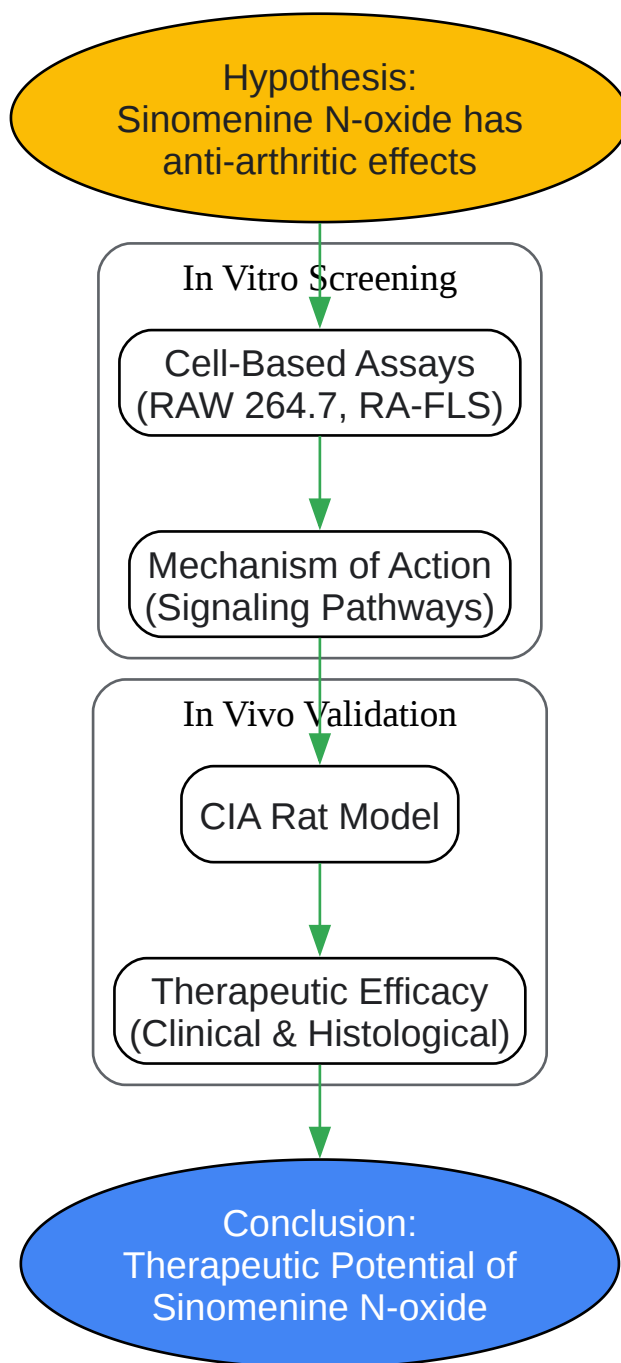 Hypothesis:
Sinomenine N-oxide has
anti-arthritic effects
In Vitro Screening
Cell-Based Assays
(RAW 264.7, RA-FLS)
Mechanism of Action
(Signaling Pathways)
In Vivo Validation
CIA Rat Model
Therapeutic Efficacy
(Clinical & Histological)
Conclusion:
Therapeutic Potential of
Sinomenine N-oxide